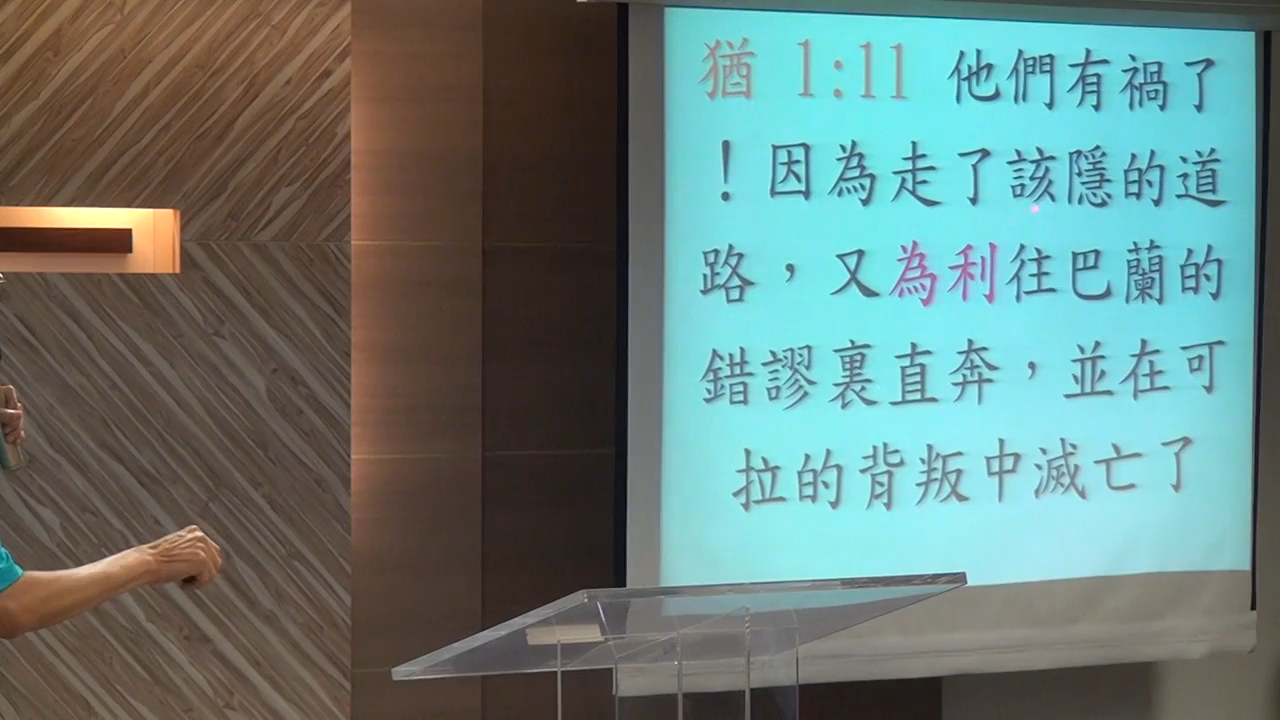 猶 1:11 他們有禍了
！因為走了該隱的道
路，又為利往巴蘭的
錯謬裏直奔，並在可
拉的背叛中滅亡了